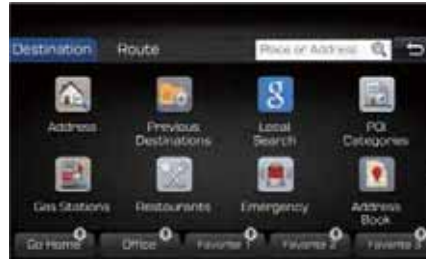 Destination Route Place or Address
Address
Previous
Destinations
Local
Search
POI
Categories
Gas Stations
Restaurants
Emergency
Address
Book
Go Home Office Favorite 1 Favorite 2 Favorite 3